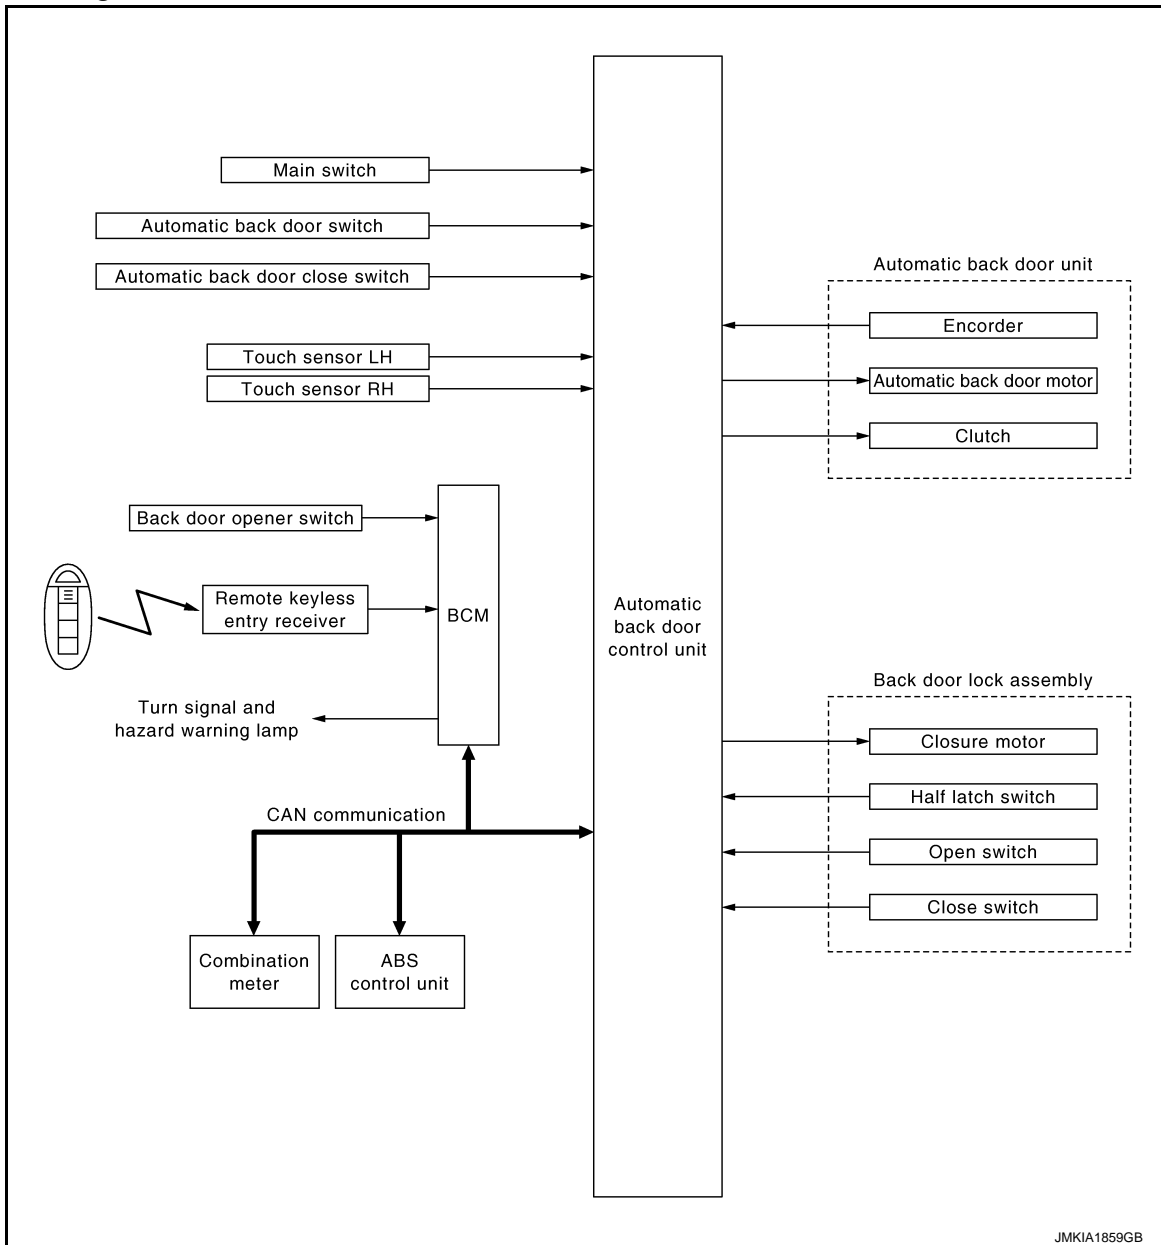 Main switch
Automatic back door switch
Automatic back door close switch
Touch sensor LH
Touch sensor RH
Back door opener switch
Remote keyless
entry receiver
BCM
Turn signal and
hazard warning lamp
CAN communication
Combination
meter
ABS
control unit
Automatic
back door
control unit
Automatic back door unit
Encorder
Automatic back door motor
Clutch
Back door lock assembly
Closure motor
Half latch switch
Open switch
Close switch
JMKIA1859GB